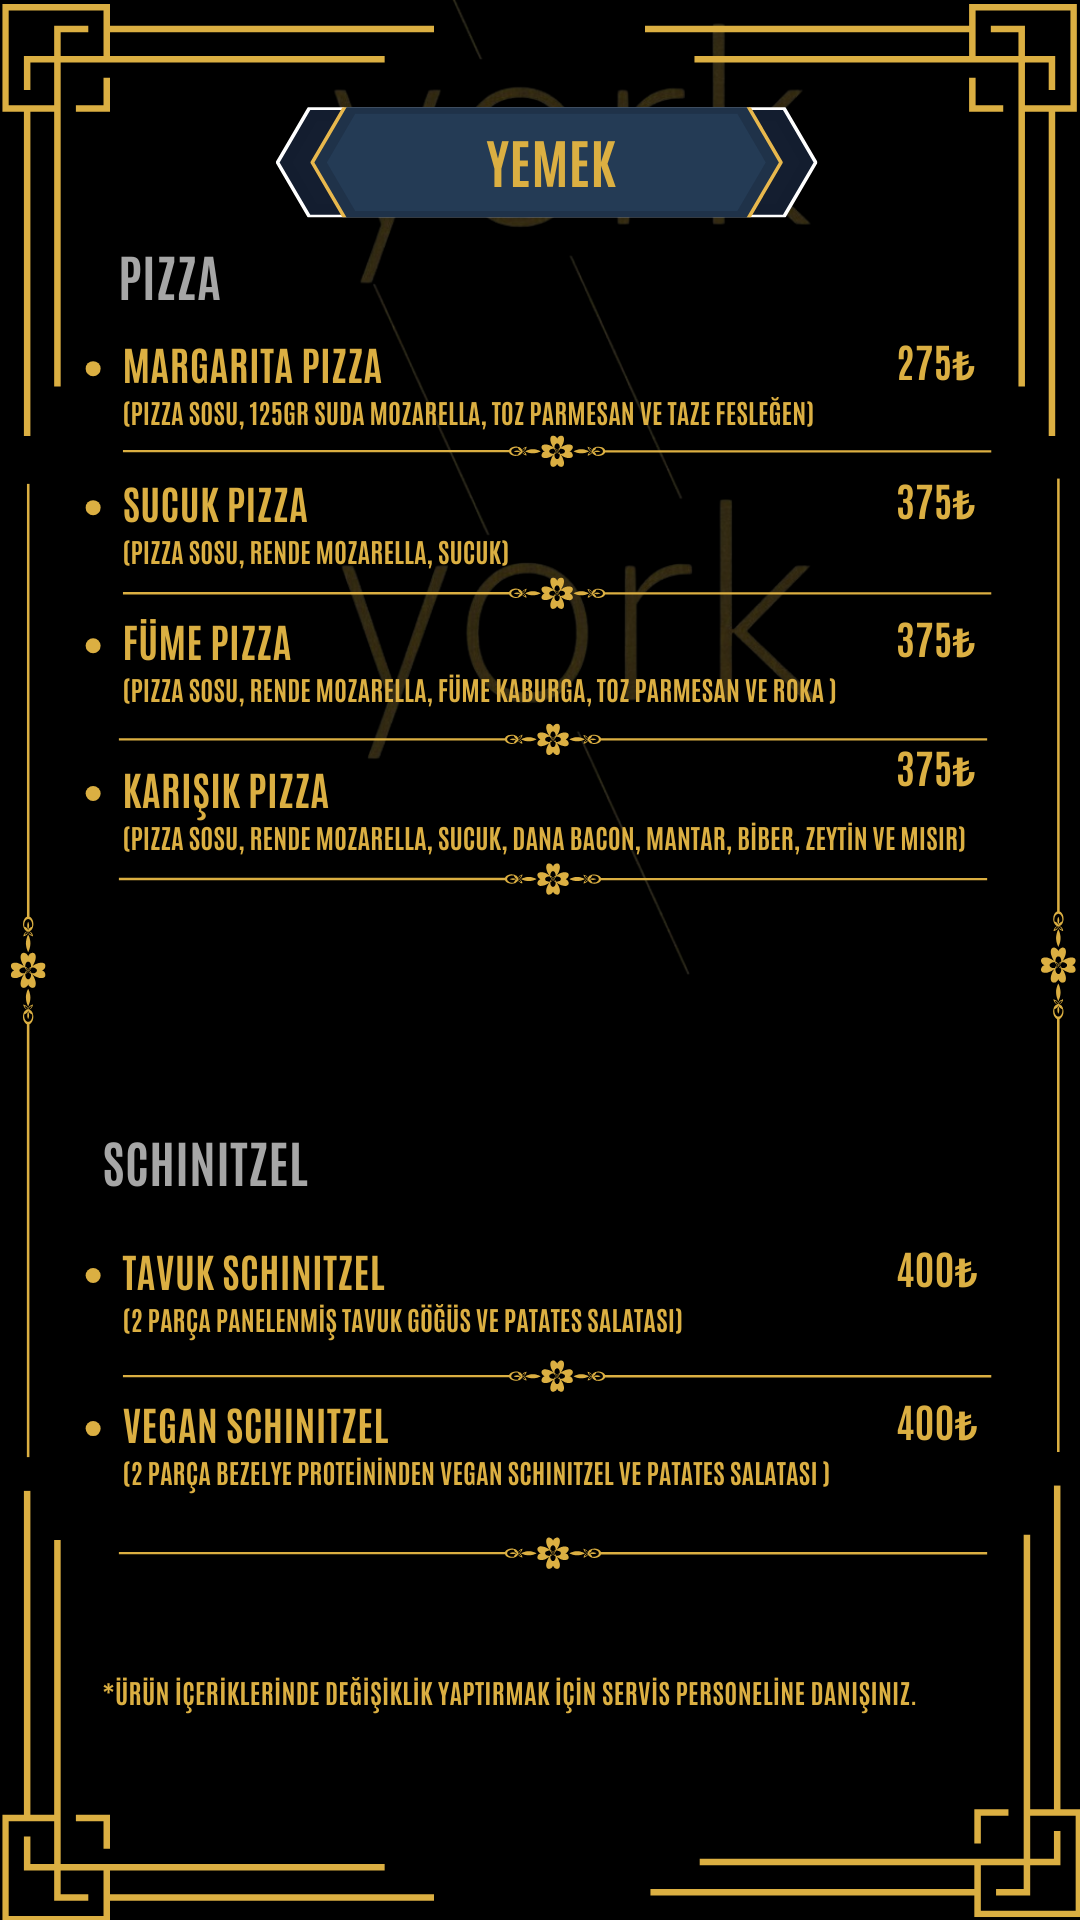 york
YEMEK
PIZZA
MARGARITA PIZZA 275₺
(PIZZA SOSU, 125GR SUDA MOZARELLA, TOZ PARMESAN VE TAZE FESLEĞEN)
SUCUK PIZZA 375₺
(PIZZA SOSU, RENDE MOZARELLA, SUCUK)
york
FÜME PIZZA 375₺
(PIZZA SOSU, RENDE MOZARELLA, FÜME KABURGA, TOZ PARMESAN VE ROKA )
KARIŞIK PIZZA 375₺
(PIZZA SOSU, RENDE MOZARELLA, SUCUK, DANA BACON, MANTAR, BİBER, ZEYTİN VE MISIR)
SCHINITZEL
TAVUK SCHINITZEL 400₺
(2 PARÇA PANELENMİŞ TAVUK GÖĞÜS VE PATATES SALATASI)
VEGAN SCHINITZEL 400₺
(2 PARÇA BEZELYE PROTEİNİNDEN VEGAN SCHINITZEL VE PATATES SALATASI )
*ÜRÜN İÇERİKLERİNDE DEĞİŞİKLİK YAPTIRMAK İÇİN SERVİS PERSONELİNE DANIŞINIZ.